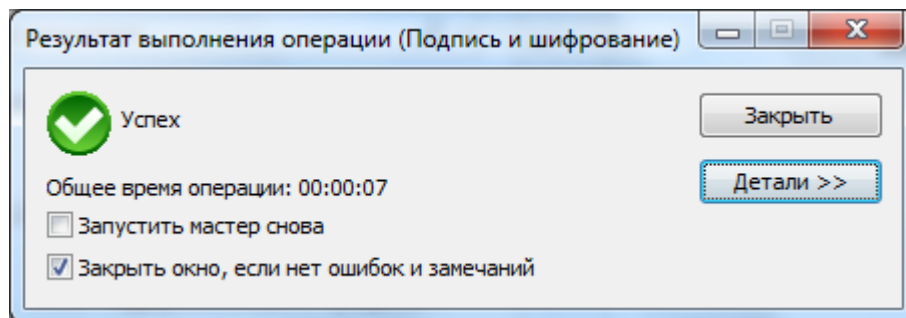 Результат выполнения операции (Подпись и шифрование)
Успех
Закрыть
Общее время операции: 00:00:07
Детали >>
Запустить мастер снова
Закрыть окно, если нет ошибок и замечаний